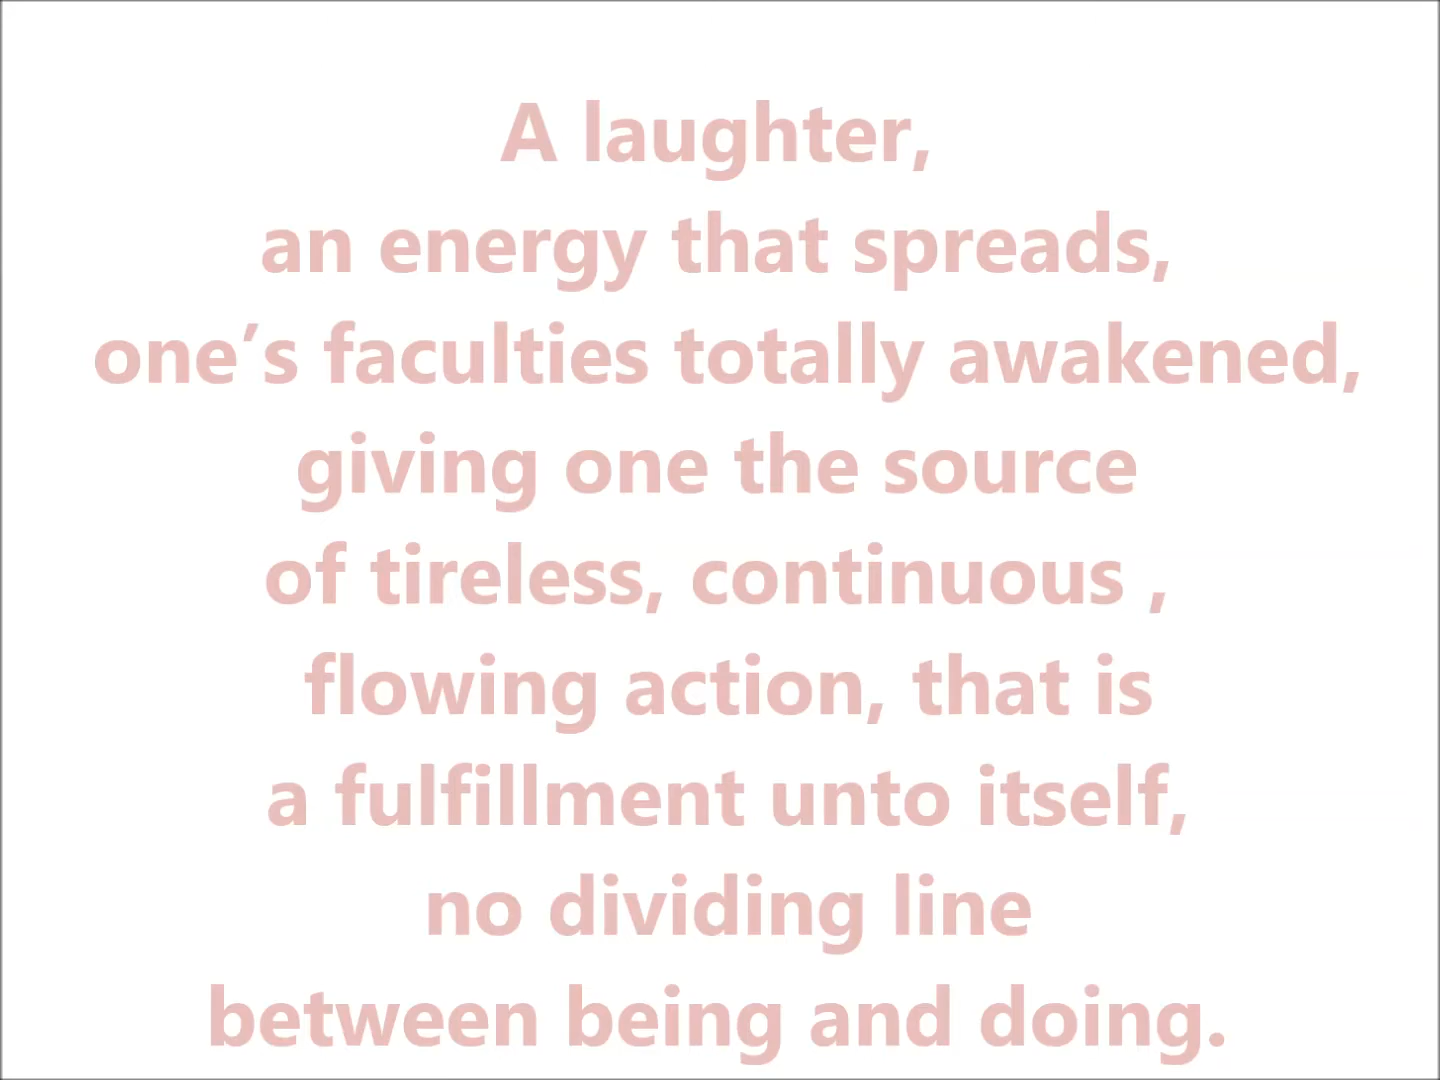 A laughter,
an energy that spreads,
one’s faculties totally awakened,
giving one the source
of tireless, continuous ,
flowing action, that is
a fulfillment unto itself,
no dividing line
between being and doing.